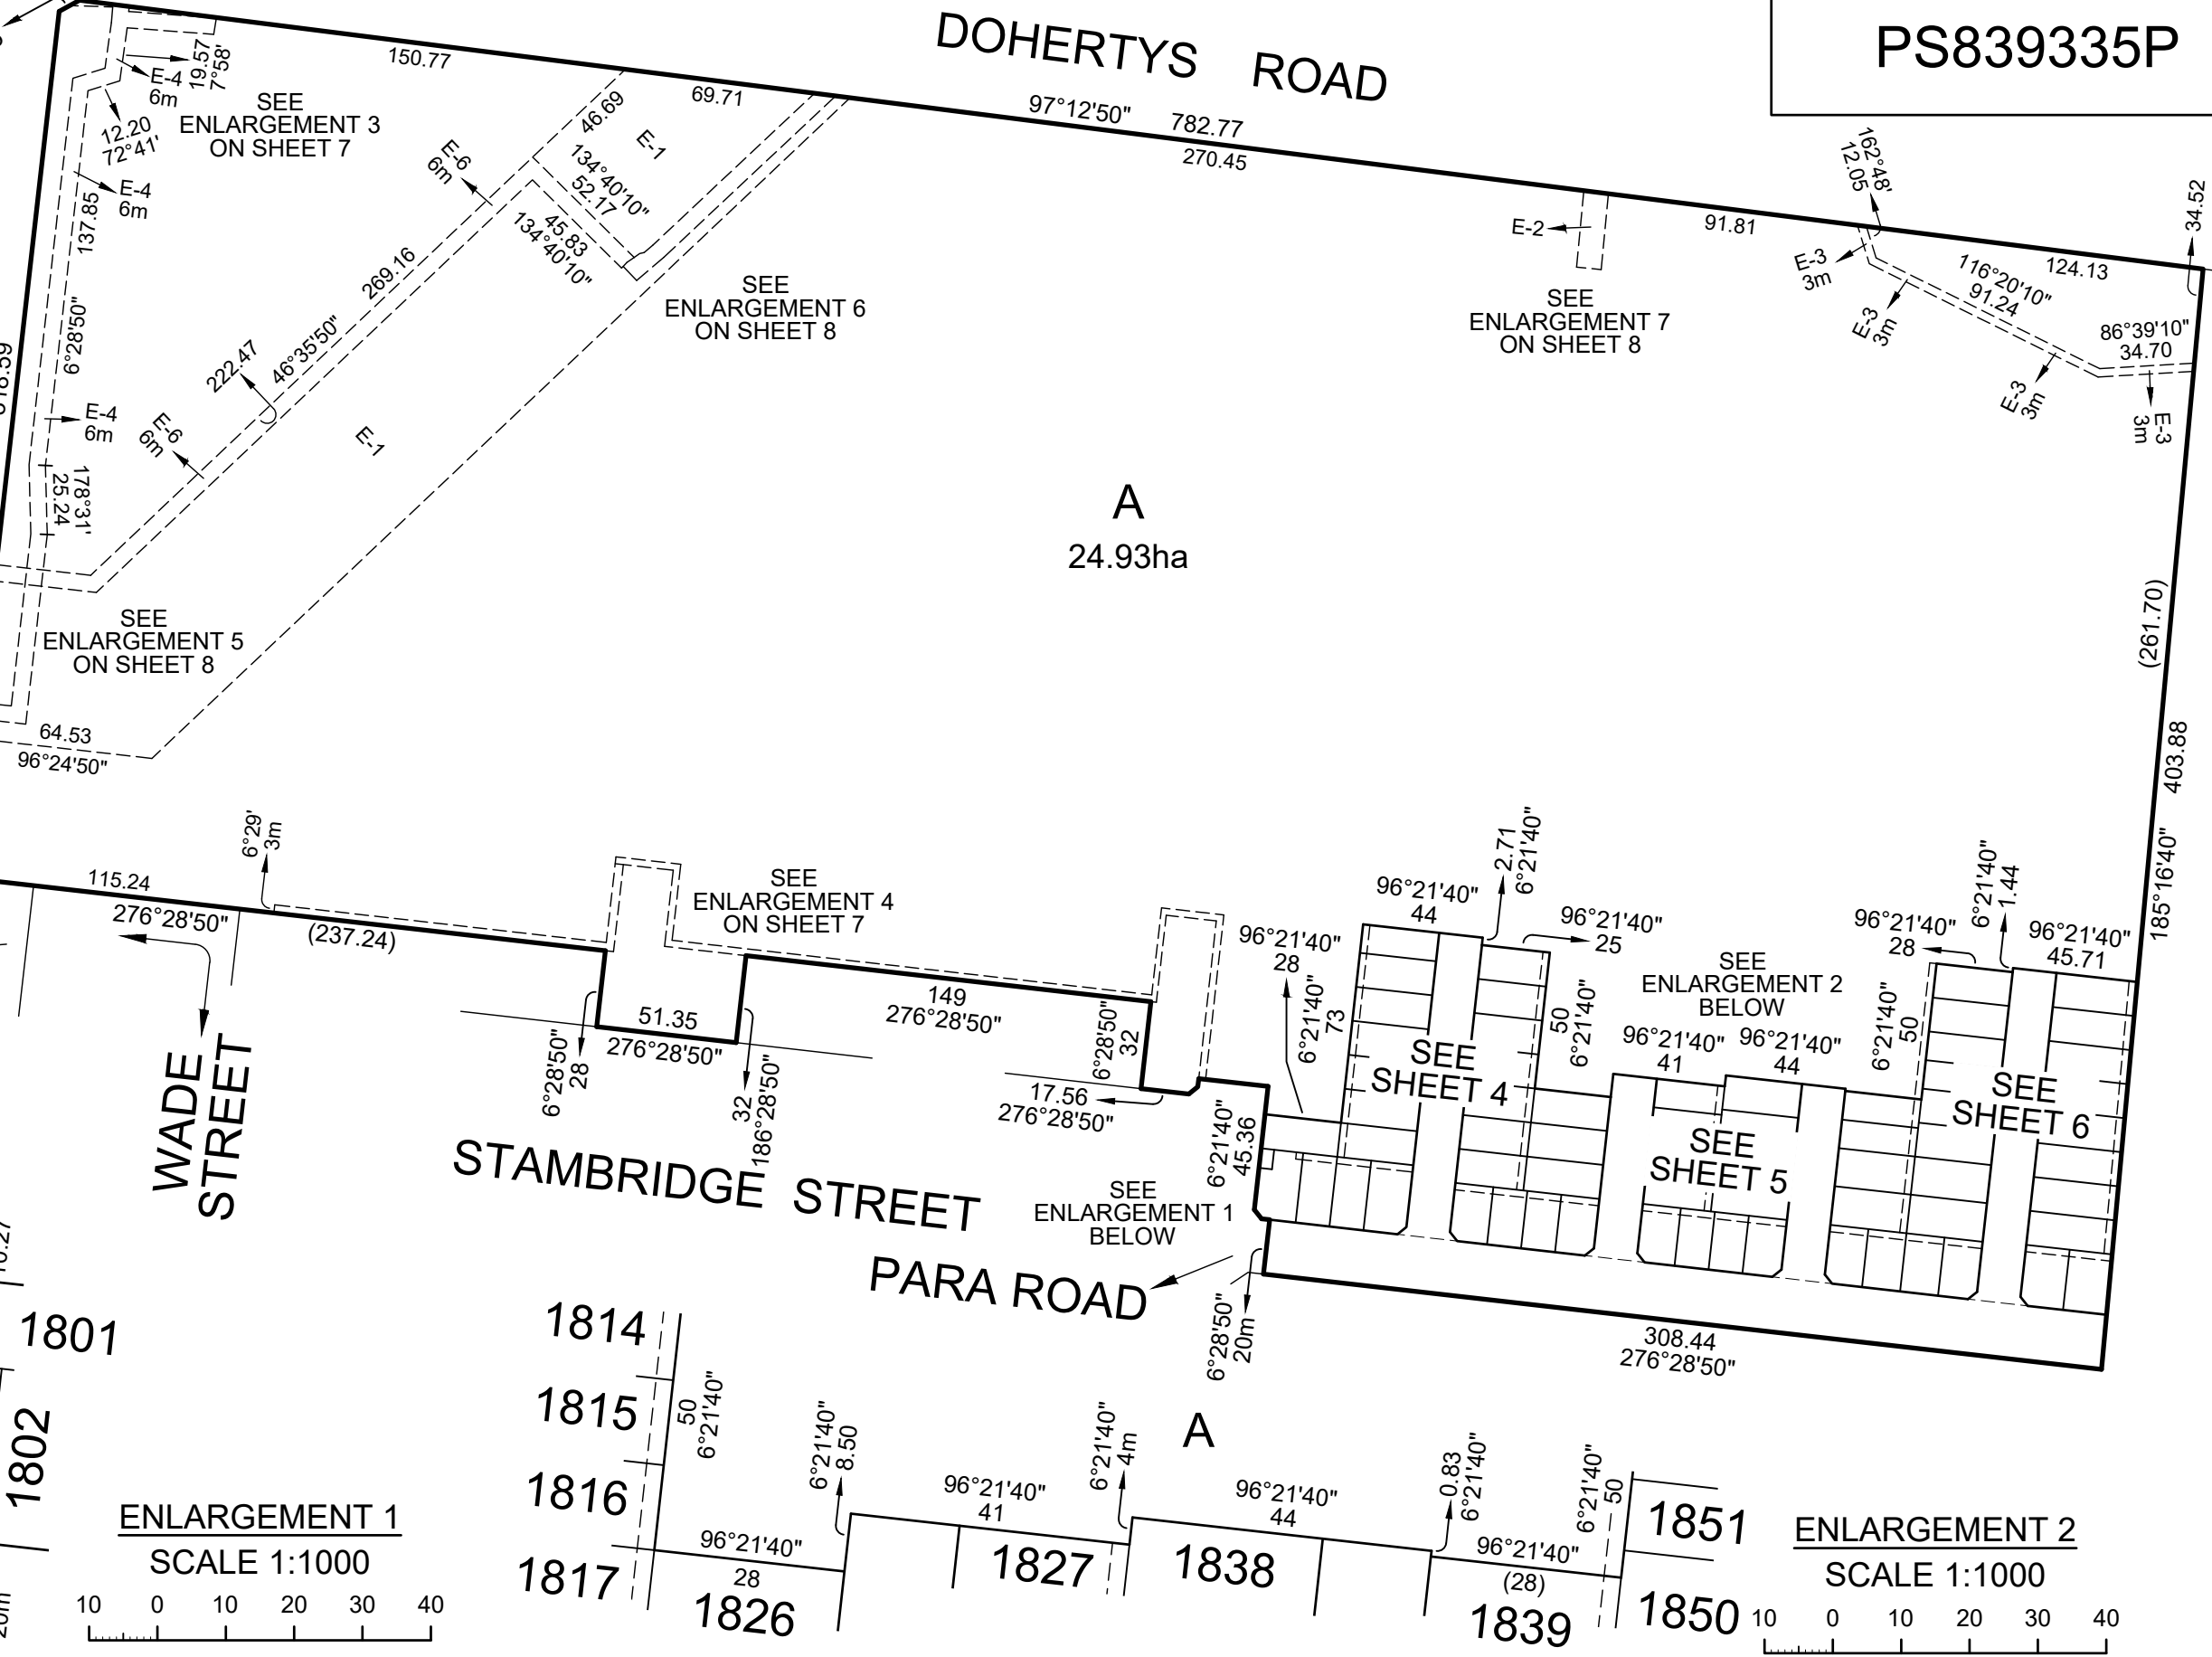 DOHERTYS ROAD
PS839335P
150.77
69.71
97°12'50"
782.77
270.45
91.81
124.13
34.52
162°48'
12.05
19.57
7°58'
E-4
6m
12.20
72°41'
SEE
ENLARGEMENT 3
ON SHEET 7
E-4
6m
137.85
6°28'50"
46.69
E-1
E-6
6m
134°40'10"
52.17
45.83
134°40'10"
269.16
46°35'50"
222.47
SEE
ENLARGEMENT 6
ON SHEET 8
E-2
SEE
ENLARGEMENT 7
ON SHEET 8
E-3
3m
116°20'10"
91.24
E-3
3m
86°39'10"
34.70
E-3
3m
E-3
3m
E-4
6m
E-6
6m
E-1
178°31'
25.24
A
24.93ha
SEE
ENLARGEMENT 5
ON SHEET 8
64.53
96°24'50"
(261.70)
403.88
185°16'40"
6°29'
3m
115.24
276°28'50"
(237.24)
SEE
ENLARGEMENT 4
ON SHEET 7
51.35
276°28'50"
6°28'50"
28
32
186°28'50"
149
276°28'50"
6°28'50"
32
17.56
276°28'50"
96°21'40"
28
6°21'40"
73
96°21'40"
44
2.71
6°21'40"
96°21'40"
25
50
6°21'40"
SEE
ENLARGEMENT 2
BELOW
96°21'40"
41
96°21'40"
44
96°21'40"
28
6°21'40"
50
6°21'40"
1.44
96°21'40"
45.71
SEE
SHEET 4
SEE
SHEET 5
SEE
SHEET 6
WADE
STREET
STAMBRIDGE STREET
6°21'40"
45.36
SEE
ENLARGEMENT 1
BELOW
PARA ROAD
6°28'50"
20m
308.44
276°28'50"
1801
1802
ENLARGEMENT 1
SCALE 1:1000
10 0 10 20 30 40
1814
1815
1816
1817
50
6°21'40"
96°21'40"
28
1826
6°21'40"
8.50
96°21'40"
41
1827
6°21'40"
4m
A
96°21'40"
44
1838
0.83
6°21'40"
96°21'40"
(28)
1839
6°21'40"
50
1851
1850
ENLARGEMENT 2
SCALE 1:1000
10 0 10 20 30 40